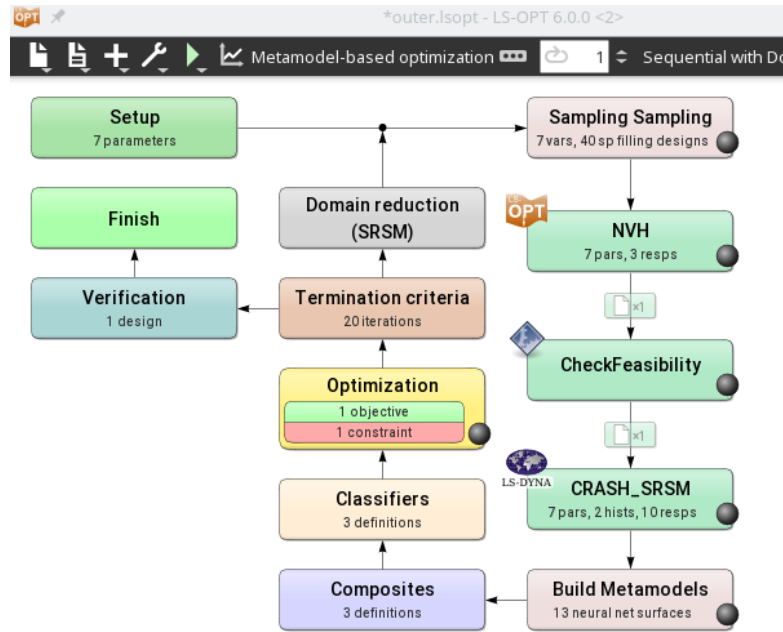 *outer.lsopt - LS-OPT 6.0.0 <2>
Metamodel-based optimization
1
Sequential with Do
Setup
7 parameters
Sampling Sampling
7 vars, 40 sp filling designs
Finish
Domain reduction
(SRSM)
LS-
OPT
NVH
7 pars, 3 resps
Verification
1 design
Termination criteria
20 iterations
×1
CheckFeasibility
Optimization
1 objective
1 constraint
×1
LS-DYNA
CRASH_SRSM
7 pars, 2 hists, 10 resps
Classifiers
3 definitions
Composites
3 definitions
Build Metamodels
13 neural net surfaces